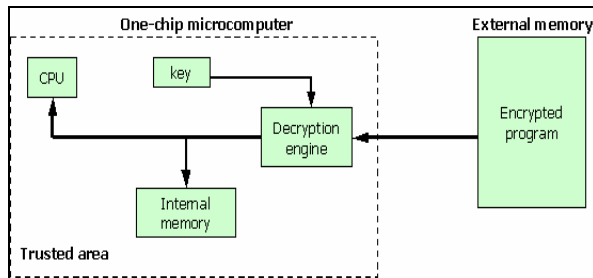 One-chip microcomputer
External memory
CPU
key
Decryption
engine
Encrypted
program
Internal
memory
Trusted area